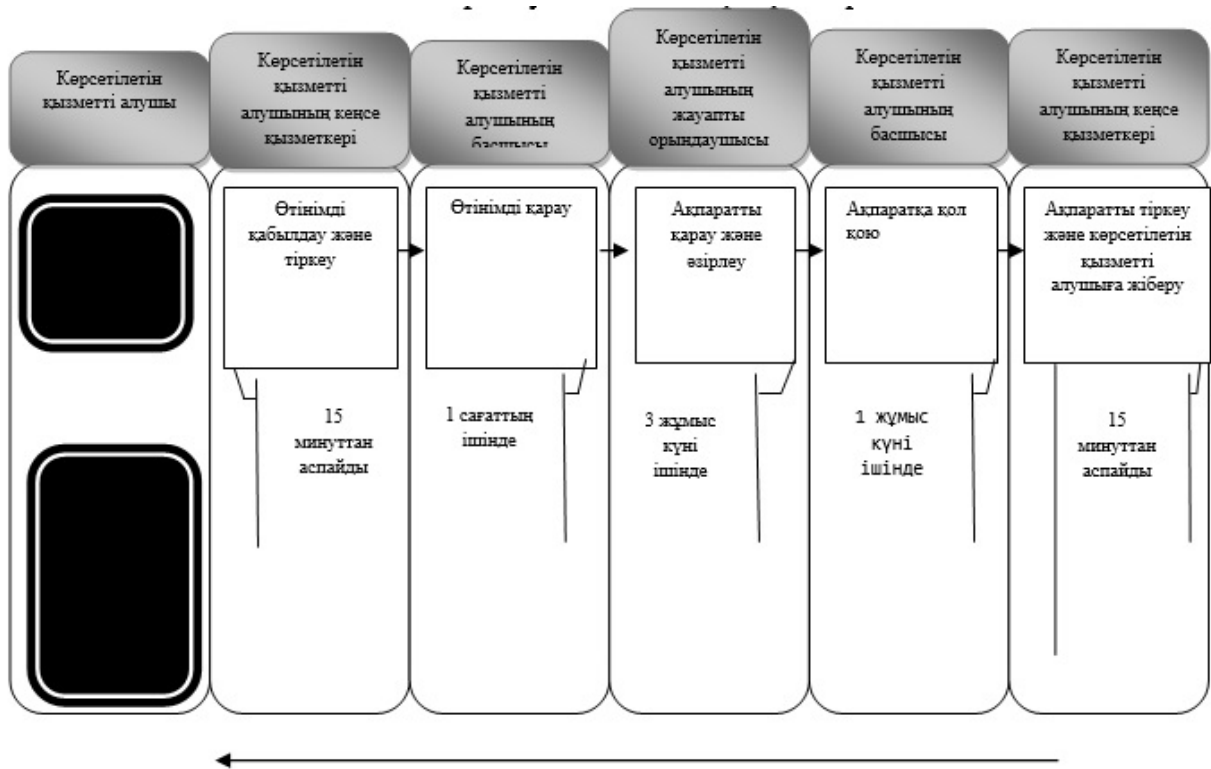 Көрсетілетін
қызметті алушы
Көрсетілетін
қызметті
алушының кеңсе
қызметкері
Көрсетілетін
қызметті
алушының
басшысы
Көрсетілетін
қызметті
алушының
жауапты
орындаушысы
Көрсетілетін
қызметті
алушының
басшысы
Көрсетілетін
қызметті
алушының кеңсе
қызметкері
Өтінімді
қабылдау және
тіркеу
Өтінімді қарау
Ақпаратты
қарау және
әзірлеу
Ақпаратқа қол
қою
Ақпаратты тіркеу
және көрсетілетін
қызметті
алушыға жіберу
15
минуттан
аспайды
1 сағаттың
ішінде
3 жұмыс
күні
ішінде
1 жұмыс
күні
ішінде
15
минуттан
аспайды